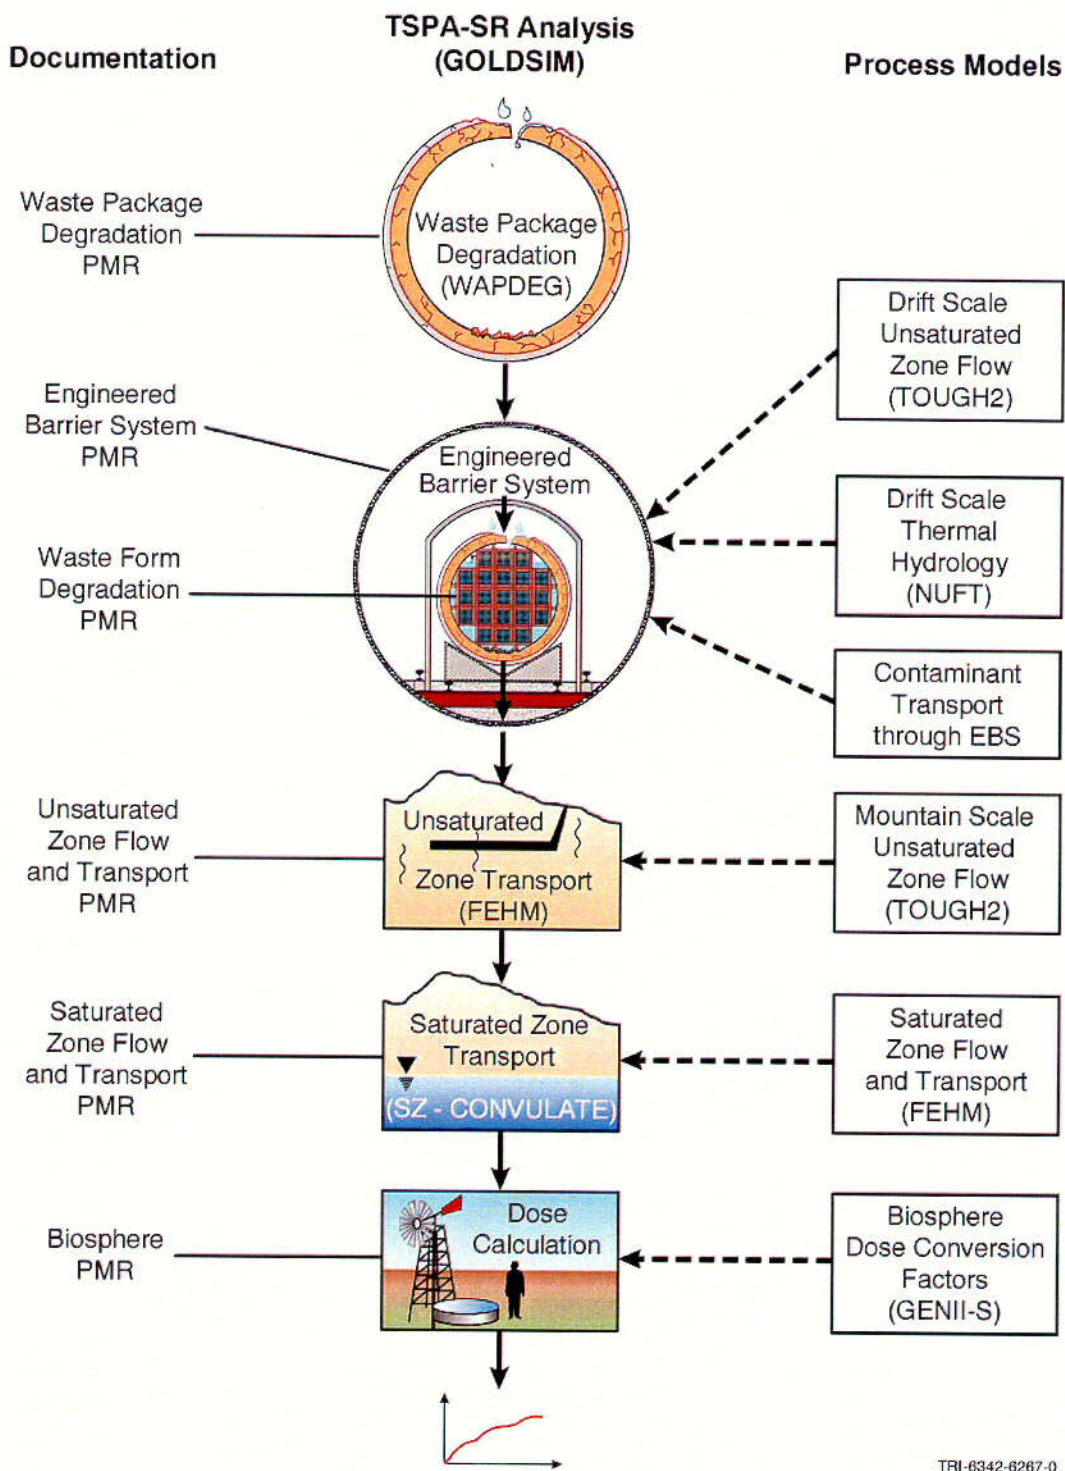 Documentation
TSPA-SR Analysis
(GOLDSIM)
Process Models
Waste Package
Degradation
PMR
Waste Package
Degradation
(WAPDEG)
Drift Scale
Unsaturated
Zone Flow
(TOUGH2)
Engineered
Barrier System
PMR
Engineered
Barrier System
Drift Scale
Thermal
Hydrology
(NUFT)
Waste Form
Degradation
PMR
Contaminant
Transport
through EBS
Unsaturated
Zone Flow
and Transport
PMR
Unsaturated
Zone Transport
(FEHM)
Mountain Scale
Unsaturated
Zone Flow
(TOUGH2)
Saturated
Zone Flow
and Transport
PMR
Saturated Zone
Transport
(SZ - CONVULATE)
Saturated
Zone Flow
and Transport
(FEHM)
Biosphere
PMR
Dose
Calculation
Biosphere
Dose Conversion
Factors
(GENII-S)
TRI-6342-6267-0